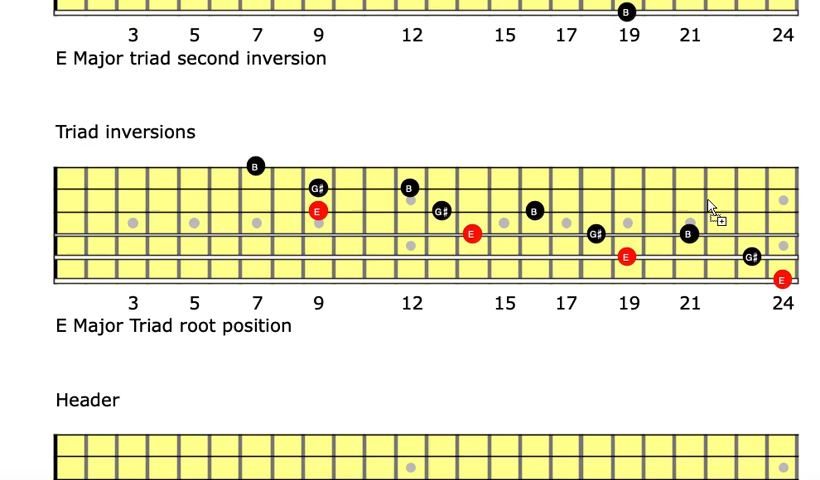 B
3 5 7 9 12 15 17 19 21 24
E Major triad second inversion
Triad inversions
B
G♯ B
E G♯ B
E G♯ B
E G♯
E
3 5 7 9 12 15 17 19 21 24
E Major Triad root position
Header